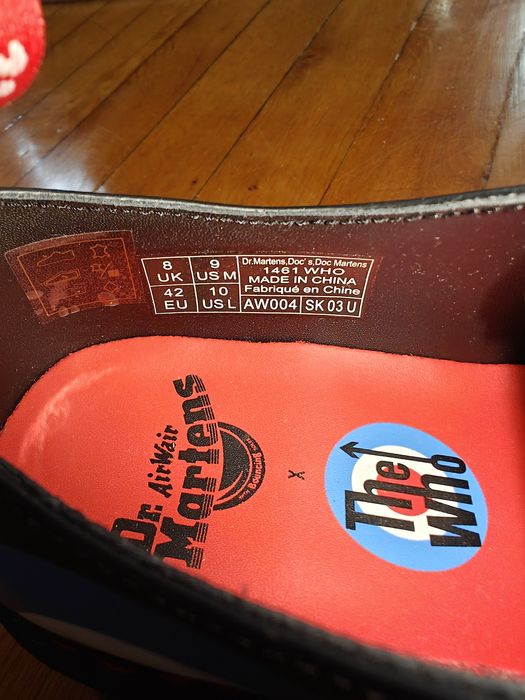 8 UK
9 US M
42 EU
10 US L
Dr.Martens,Doc's,Doc Martens
1461 WHO
MADE IN CHINA
Fabriqué en Chine
AW004
SK 03 U
Dr.
AirWair
Martens
Bouncing
X
The
Who